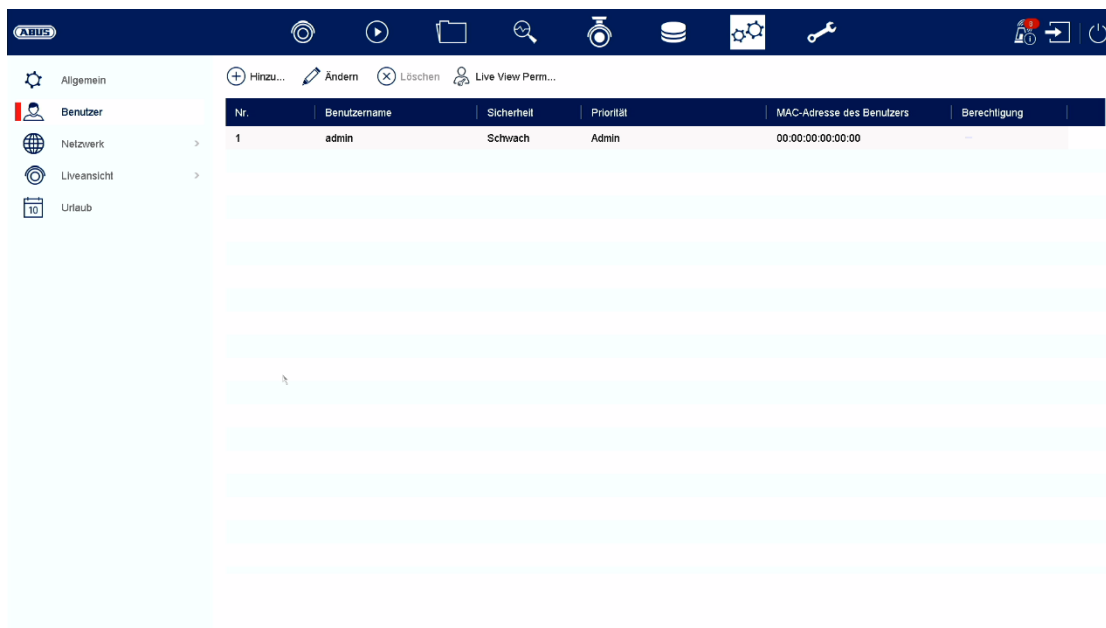 ABUS
8
Hinzu... Ändern Löschen Live View Perm...
Allgemein
Benutzer
Netzwerk
Liveansicht
10 Urlaub
Nr. Benutzername Sicherheit Priorität MAC-Adresse des Benutzers Berechtigung
1 admin Schwach Admin 00:00:00:00:00:00 —